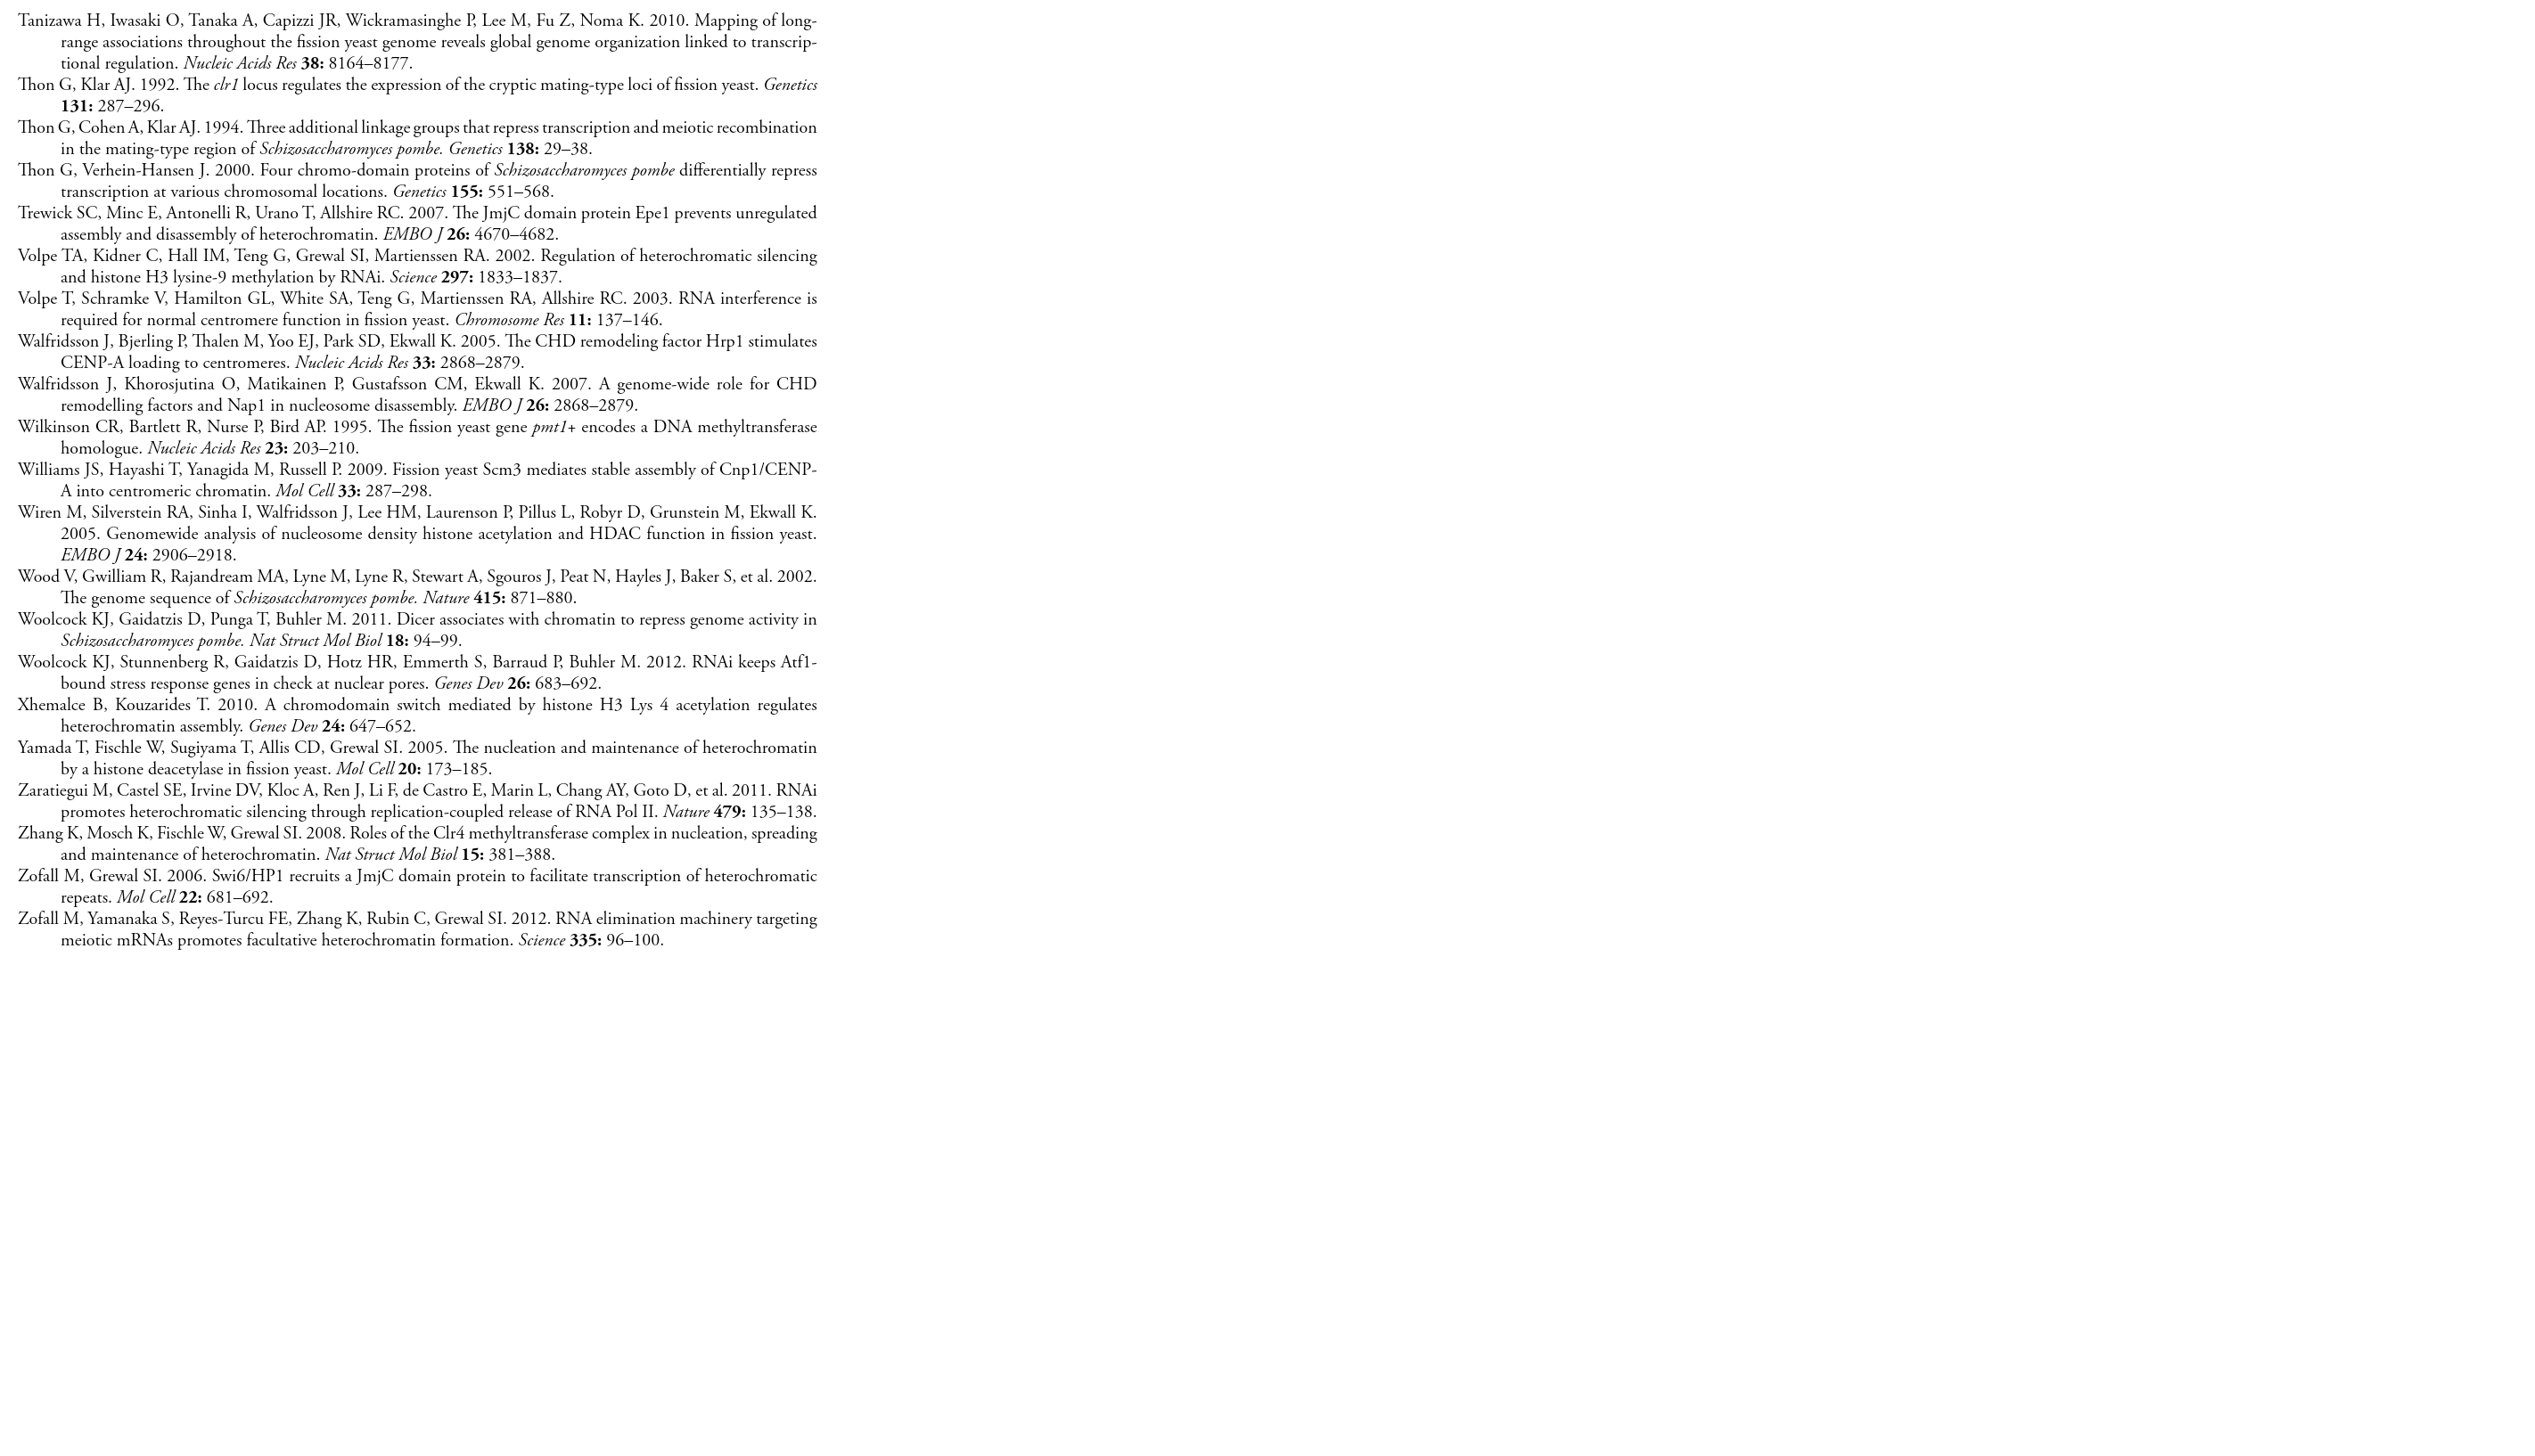 Tanizawa H, Iwasaki O, Tanaka A, Capizzi JR, Wickramasinghe P, Lee M, Fu Z, Noma K. 2010. Mapping of long-
range associations throughout the fission yeast genome reveals global genome organization linked to transcrip-
tional regulation. Nucleic Acids Res 38: 8164–8177.
Thon G, Klar AJ. 1992. The clr1 locus regulates the expression of the cryptic mating-type loci of fission yeast. Genetics
131: 287–296.
Thon G, Cohen A, Klar AJ. 1994. Three additional linkage groups that repress transcription and meiotic recombination
in the mating-type region of Schizosaccharomyces pombe. Genetics 138: 29–38.
Thon G, Verhein-Hansen J. 2000. Four chromo-domain proteins of Schizosaccharomyces pombe differentially repress
transcription at various chromosomal locations. Genetics 155: 551–568.
Trewick SC, Minc E, Antonelli R, Urano T, Allshire RC. 2007. The JmjC domain protein Epe1 prevents unregulated
assembly and disassembly of heterochromatin. EMBO J 26: 4670–4682.
Volpe TA, Kidner C, Hall IM, Teng G, Grewal SI, Martienssen RA. 2002. Regulation of heterochromatic silencing
and histone H3 lysine-9 methylation by RNAi. Science 297: 1833–1837.
Volpe T, Schramke V, Hamilton GL, White SA, Teng G, Martienssen RA, Allshire RC. 2003. RNA interference is
required for normal centromere function in fission yeast. Chromosome Res 11: 137–146.
Walfridsson J, Bjerling P, Thalen M, Yoo EJ, Park SD, Ekwall K. 2005. The CHD remodeling factor Hrp1 stimulates
CENP-A loading to centromeres. Nucleic Acids Res 33: 2868–2879.
Walfridsson J, Khorosjutina O, Matikainen P, Gustafsson CM, Ekwall K. 2007. A genome-wide role for CHD
remodelling factors and Nap1 in nucleosome disassembly. EMBO J 26: 2868–2879.
Wilkinson CR, Bartlett R, Nurse P, Bird AP. 1995. The fission yeast gene pmt1+ encodes a DNA methyltransferase
homologue. Nucleic Acids Res 23: 203–210.
Williams JS, Hayashi T, Yanagida M, Russell P. 2009. Fission yeast Scm3 mediates stable assembly of Cnp1/CENP-
A into centromeric chromatin. Mol Cell 33: 287–298.
Wiren M, Silverstein RA, Sinha I, Walfridsson J, Lee HM, Laurenson P, Pillus L, Robyr D, Grunstein M, Ekwall K.
2005. Genomewide analysis of nucleosome density histone acetylation and HDAC function in fission yeast.
EMBO J 24: 2906–2918.
Wood V, Gwilliam R, Rajandream MA, Lyne M, Lyne R, Stewart A, Sgouros J, Peat N, Hayles J, Baker S, et al. 2002.
The genome sequence of Schizosaccharomyces pombe. Nature 415: 871–880.
Woolcock KJ, Gaidatzis D, Punga T, Buhler M. 2011. Dicer associates with chromatin to repress genome activity in
Schizosaccharomyces pombe. Nat Struct Mol Biol 18: 94–99.
Woolcock KJ, Stunnenberg R, Gaidatzis D, Hotz HR, Emmerth S, Barraud P, Buhler M. 2012. RNAi keeps Atf1-
bound stress response genes in check at nuclear pores. Genes Dev 26: 683–692.
Xhemalce B, Kouzarides T. 2010. A chromodomain switch mediated by histone H3 Lys 4 acetylation regulates
heterochromatin assembly. Genes Dev 24: 647–652.
Yamada T, Fischle W, Sugiyama T, Allis CD, Grewal SI. 2005. The nucleation and maintenance of heterochromatin
by a histone deacetylase in fission yeast. Mol Cell 20: 173–185.
Zaratiegui M, Castel SE, Irvine DV, Kloc A, Ren J, Li F, de Castro E, Marin L, Chang AY, Goto D, et al. 2011. RNAi
promotes heterochromatic silencing through replication-coupled release of RNA Pol II. Nature 479: 135–138.
Zhang K, Mosch K, Fischle W, Grewal SI. 2008. Roles of the Clr4 methyltransferase complex in nucleation, spreading
and maintenance of heterochromatin. Nat Struct Mol Biol 15: 381–388.
Zofall M, Grewal SI. 2006. Swi6/HP1 recruits a JmjC domain protein to facilitate transcription of heterochromatic
repeats. Mol Cell 22: 681–692.
Zofall M, Yamanaka S, Reyes-Turcu FE, Zhang K, Rubin C, Grewal SI. 2012. RNA elimination machinery targeting
meiotic mRNAs promotes facultative heterochromatin formation. Science 335: 96–100.